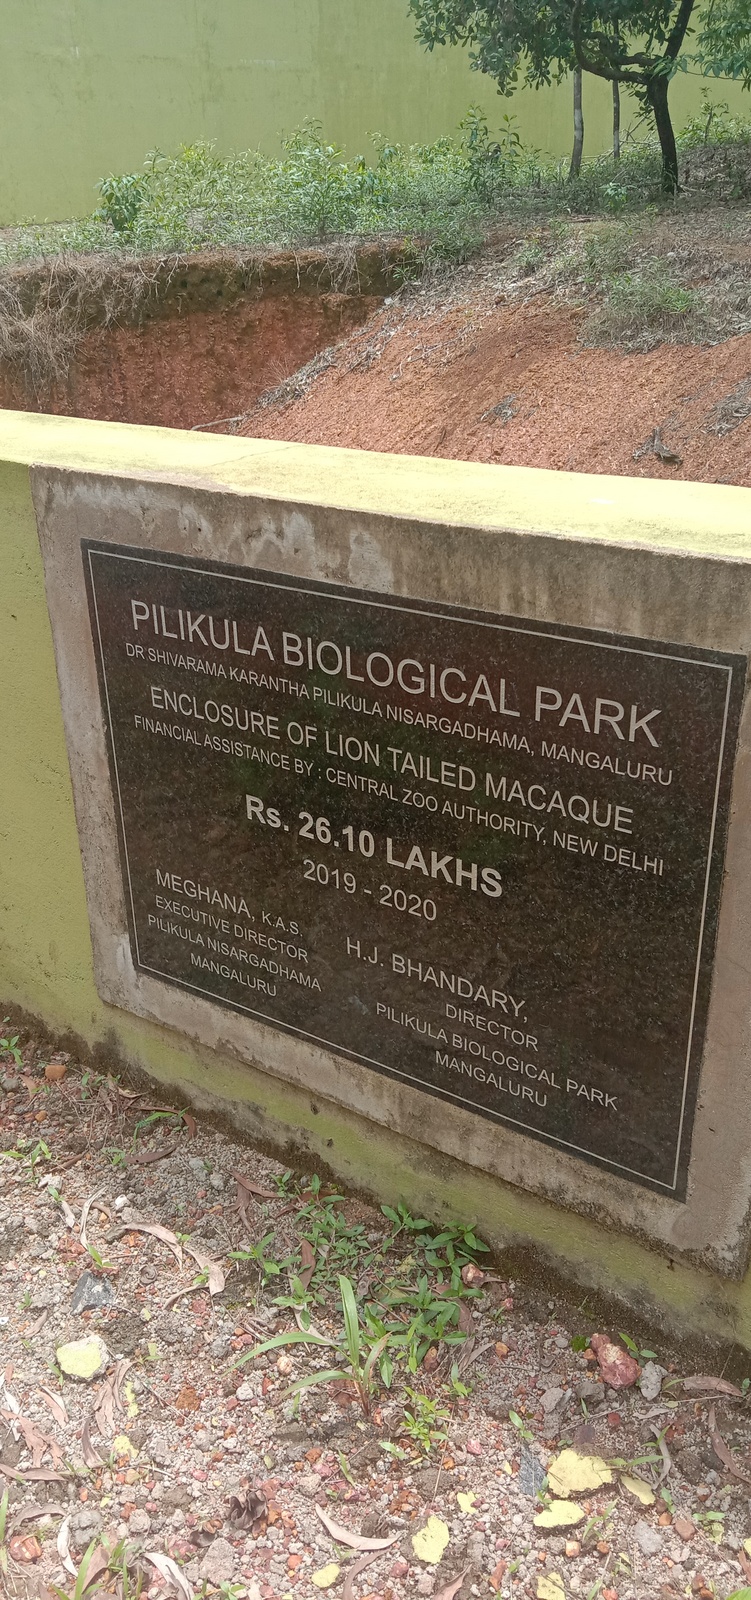 PILIKULA BIOLOGICAL PARK
DR SHIVARAMA KARANTHA PILIKULA NISARGADHAMA, MANGALURU
ENCLOSURE OF LION TAILED MACAQUE
FINANCIAL ASSISTANCE BY : CENTRAL ZOO AUTHORITY, NEW DELHI
Rs. 26.10 LAKHS
2019 - 2020
MEGHANA, K.A.S.
EXECUTIVE DIRECTOR
PILIKULA NISARGADHAMA
MANGALURU
H.J. BHANDARY,
DIRECTOR
PILIKULA BIOLOGICAL PARK
MANGALURU